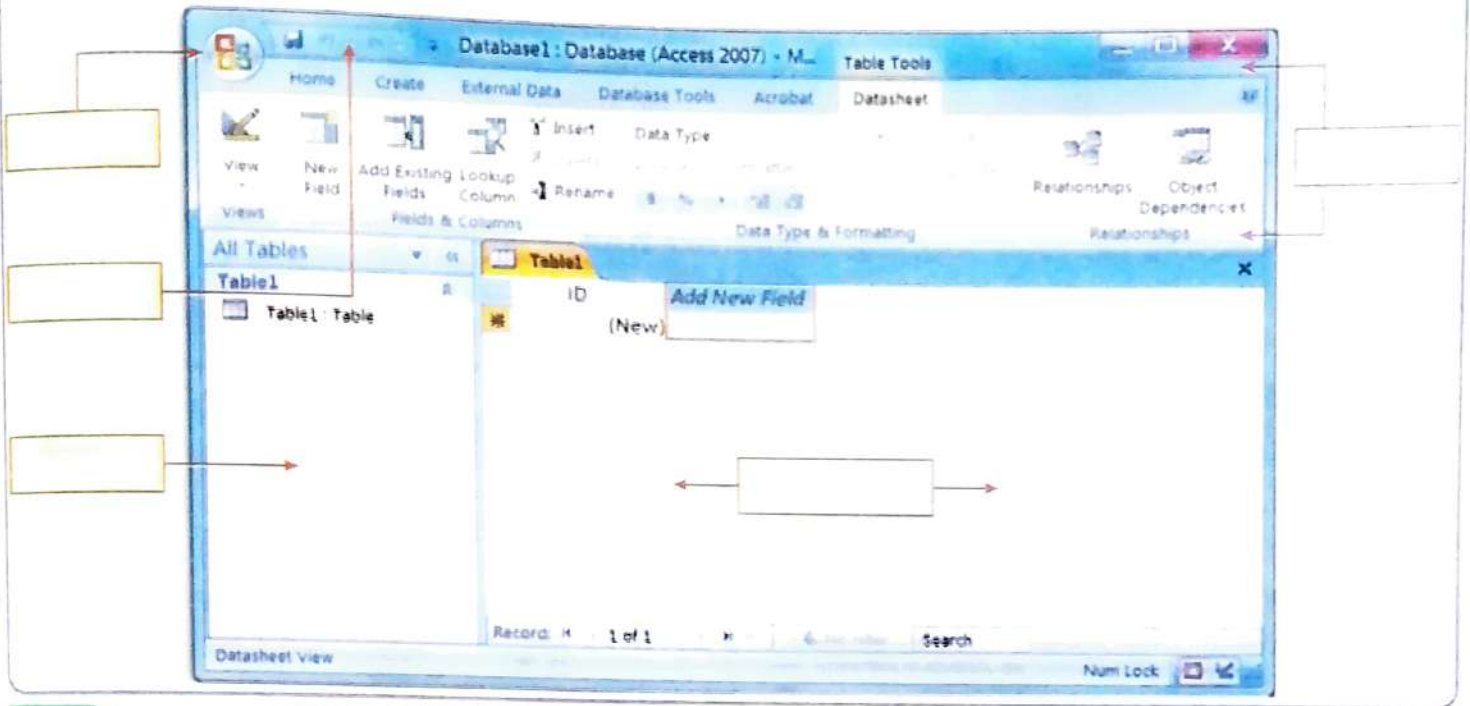 Database1 : Database (Access 2007) - M... Table Tools
Home Create External Data Database Tools Acrobat Datasheet
View
New Field
Add Existing Fields
Lookup Column
Insert
Rename
Data Type
Relationships
Object Dependencies
Views
Fields & Columns
Data Type & Formatting
Relationships
All Tables
Table1
Table1 : Table
Table1
ID Add New Field
(New)
Record: 1 of 1 Search
Datasheet View Num Lock